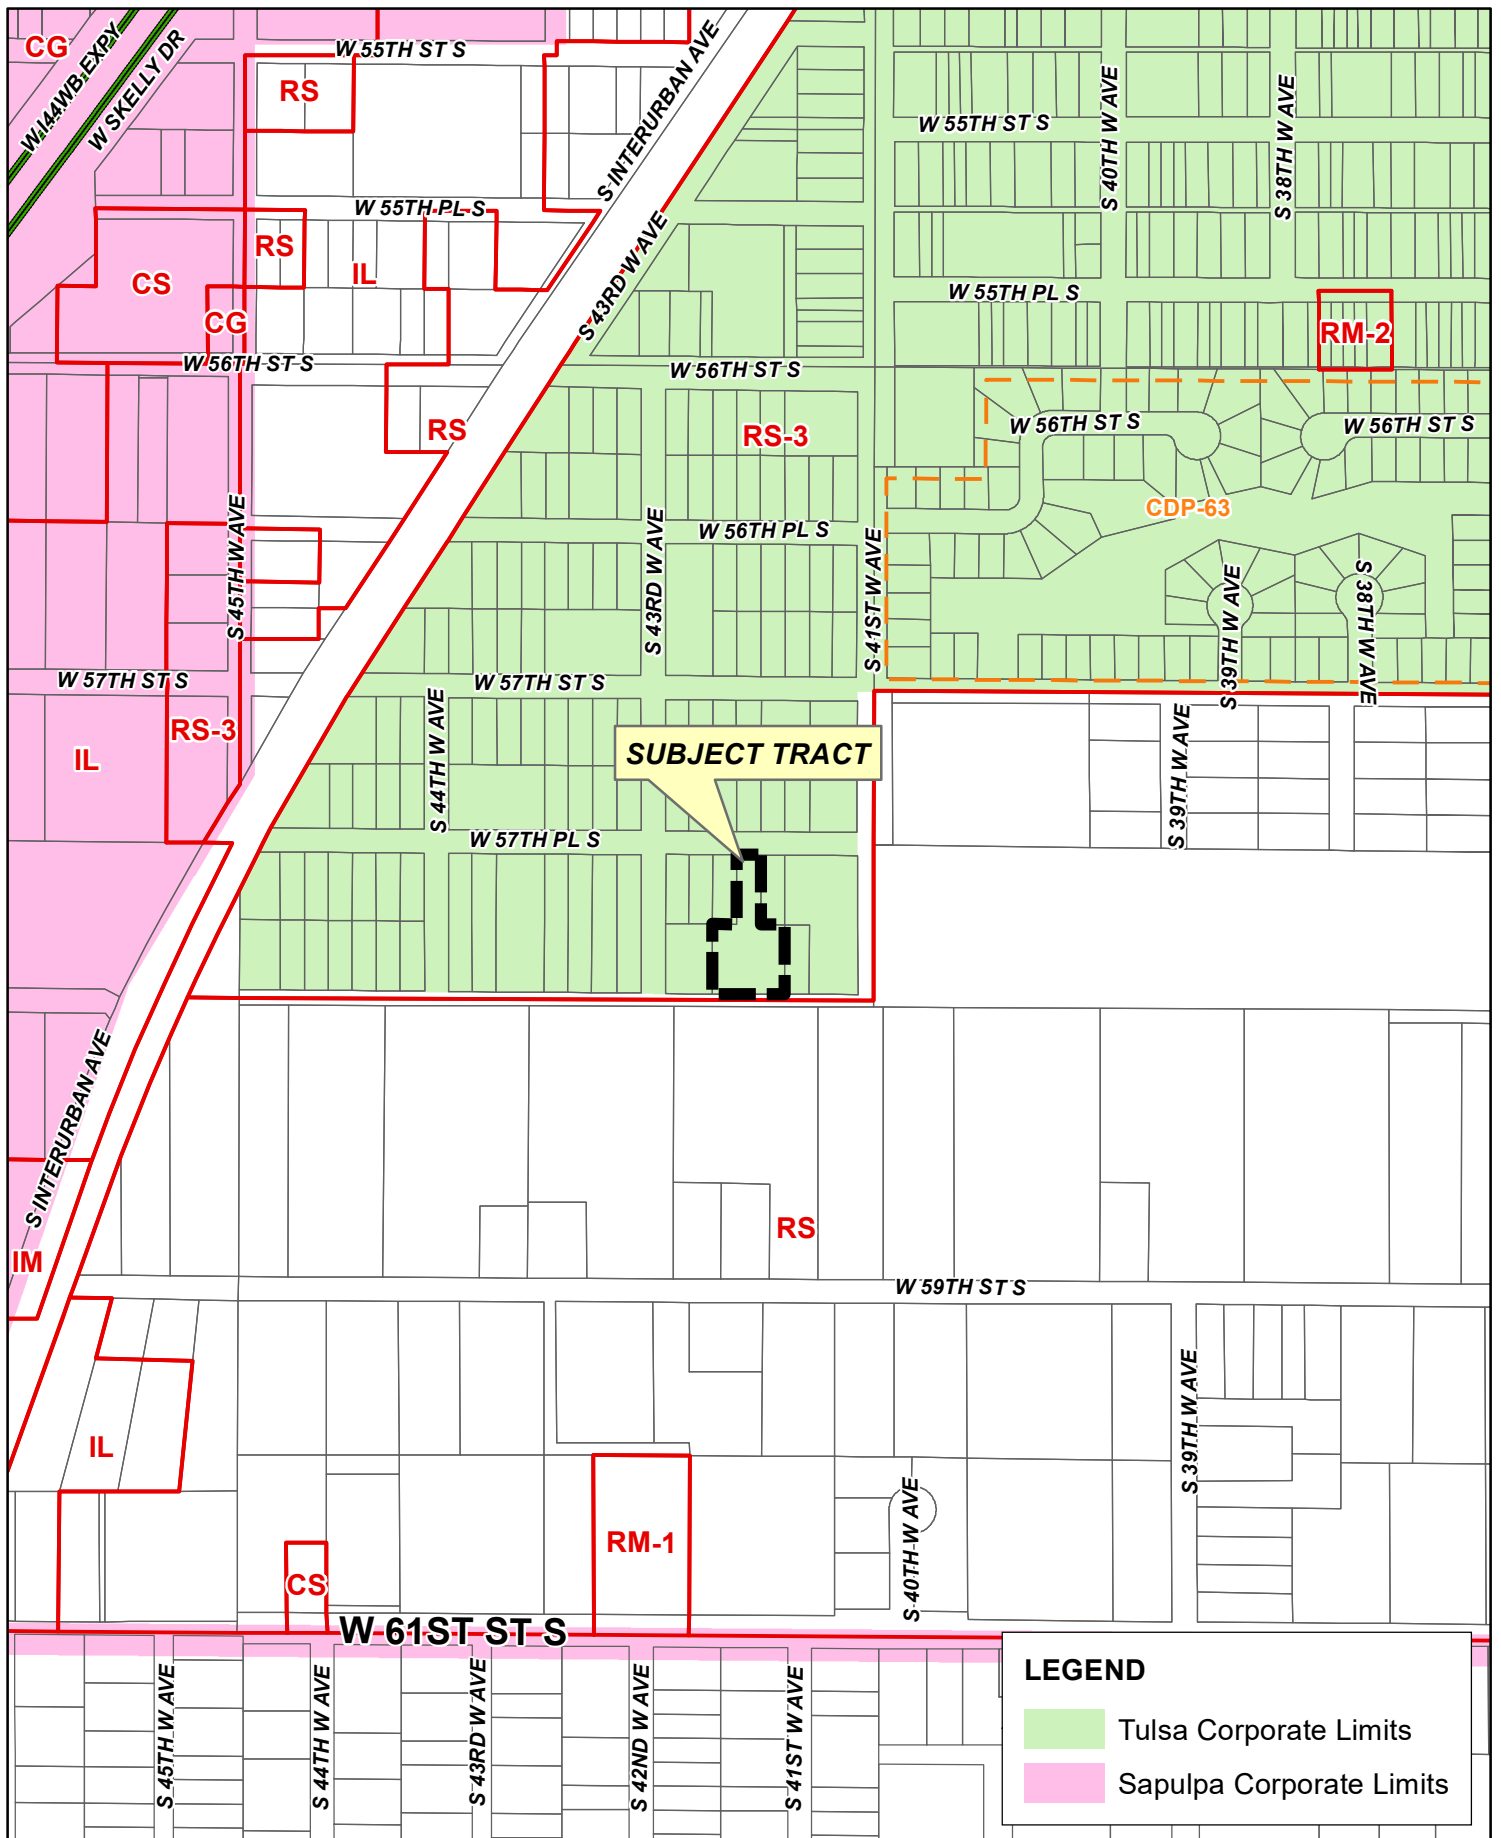 CG
W I44WB EXPY
W SKELLY DR
W 55TH ST S
RS
S INTERURBAN AVE
W 55TH ST S
S 40TH W AVE
S 38TH W AVE
W 55TH PL S
RS
IL
CS
CG
S 43RD W AVE
W 55TH PL S
RM-2
W 56TH ST S
W 56TH ST S
RS
RS-3
W 56TH ST S
W 56TH ST S
CDP-63
W 56TH PL S
S 45TH W AVE
S 43RD W AVE
S 41ST W AVE
S 39TH W AVE
S 38TH W AVE
W 57TH ST S
W 57TH ST S
RS-3
IL
S 44TH W AVE
SUBJECT TRACT
S 39TH W AVE
W 57TH PL S
S INTERURBAN AVE
RS
IM
W 59TH ST S
S 39TH W AVE
IL
RM-1
S 40TH W AVE
CS
W 61ST ST S
S 45TH W AVE
S 44TH W AVE
S 43RD W AVE
S 42ND W AVE
S 41ST W AVE
LEGEND
Tulsa Corporate Limits
Sapulpa Corporate Limits